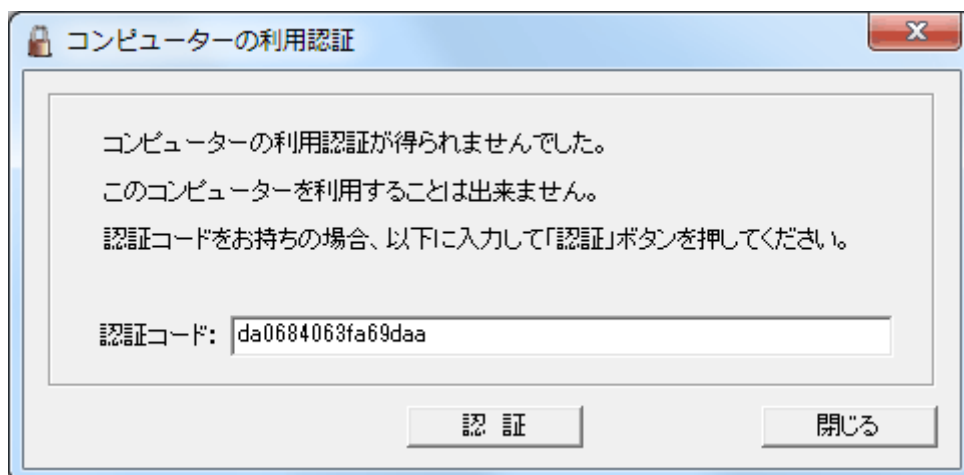 コンピューターの利用認証
コンピューターの利用認証が得られませんでした。
このコンピューターを利用することは出来ません。
認証コードをお持ちの場合、以下に入力して「認証」ボタンを押してください。
認証コード: da0684063fa69daa
認 証 閉じる